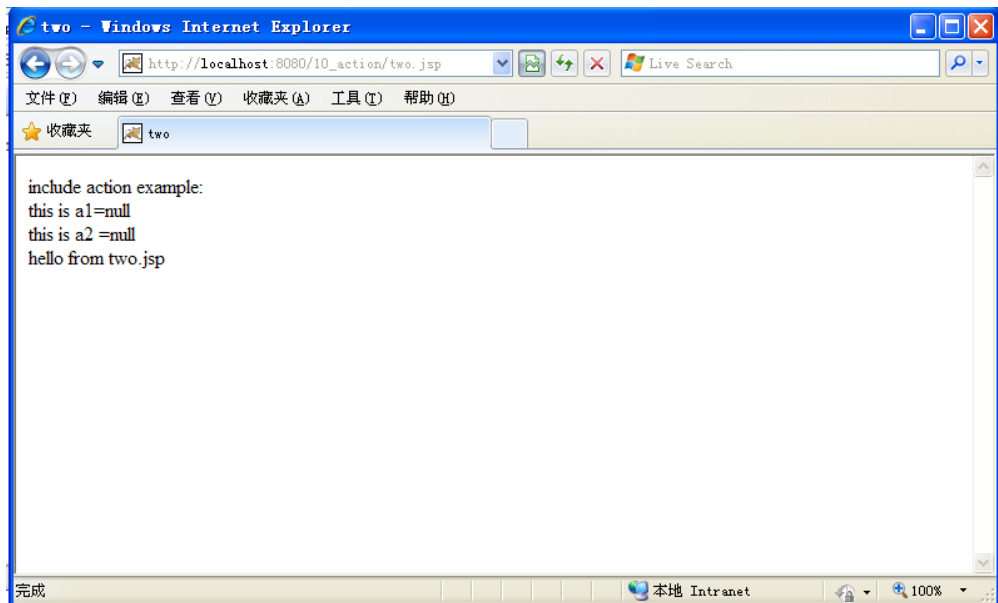 two - Windows Internet Explorer
http://localhost:8080/10_action/two.jsp
Live Search
文件(F) 编辑(E) 查看(V) 收藏夹(A) 工具(T) 帮助(H)
收藏夹 two
include action example:
this is a1=null
this is a2 =null
hello from two.jsp
完成 本地 Intranet 100%